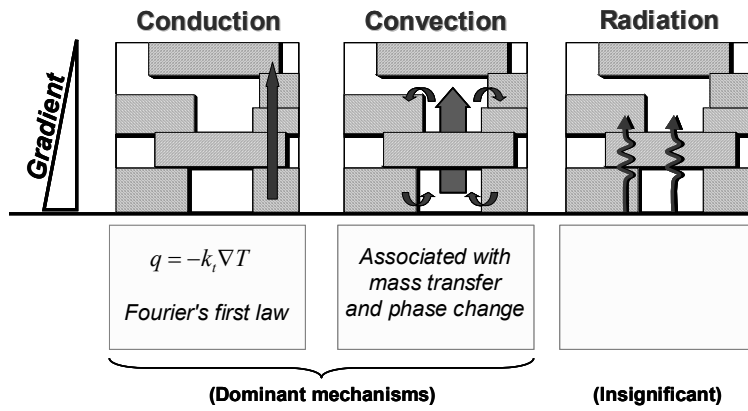 Conduction
Convection
Radiation
Gradient
q = −k_t∇T
Fourier's first law
Associated with
mass transfer
and phase change
(Dominant mechanisms)
(Insignificant)